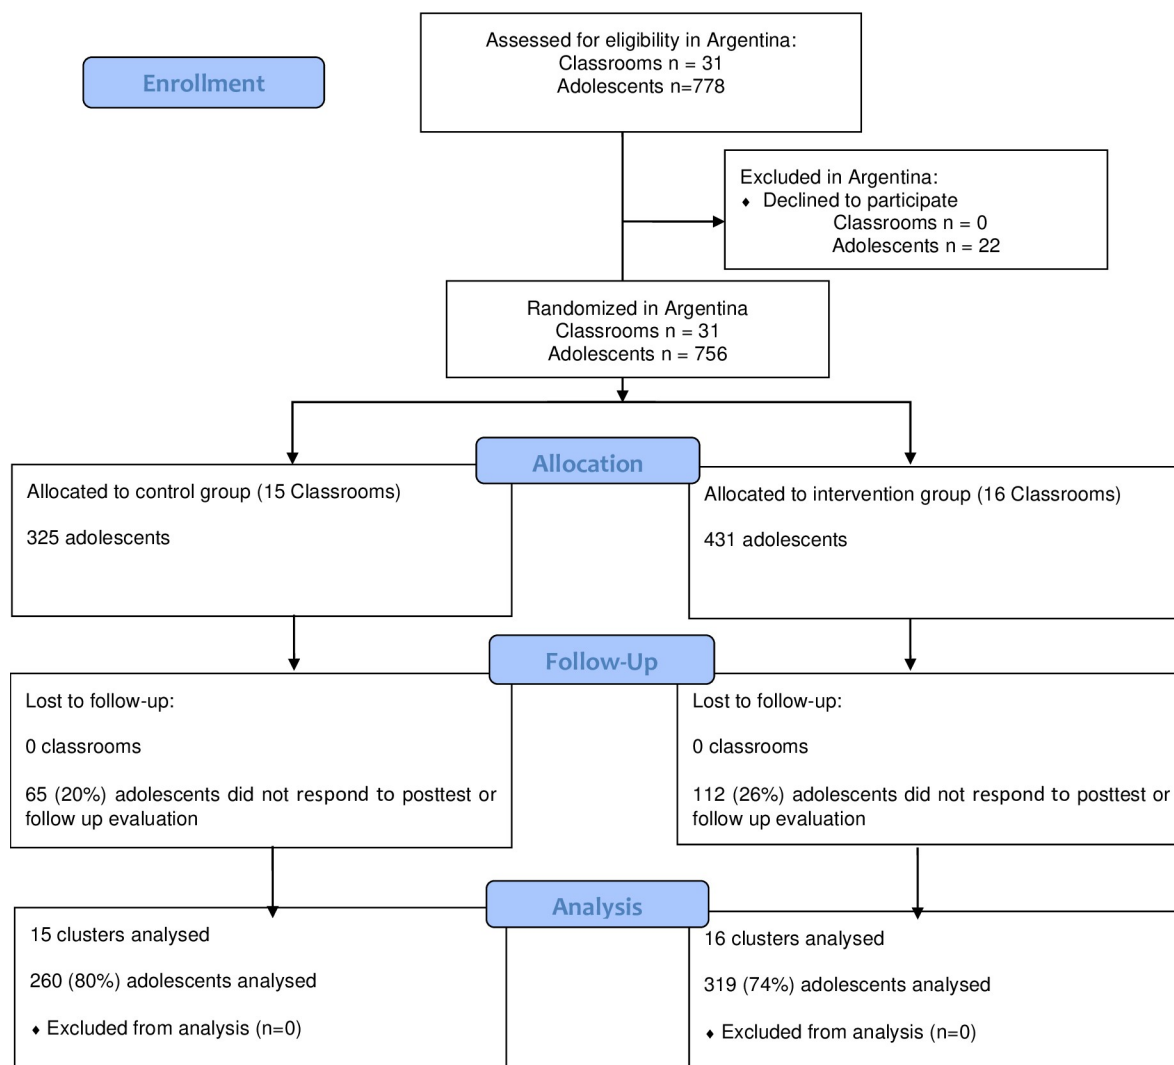 Enrollment
Assessed for eligibility in Argentina:
Classrooms n = 31
Adolescents n=778
Excluded in Argentina:
♦ Declined to participate
Classrooms n = 0
Adolescents n = 22
Randomized in Argentina
Classrooms n = 31
Adolescents n = 756
Allocation
Allocated to control group (15 Classrooms)
325 adolescents
Allocated to intervention group (16 Classrooms)
431 adolescents
Follow-Up
Lost to follow-up:
0 classrooms
65 (20%) adolescents did not respond to posttest or
follow up evaluation
Lost to follow-up:
0 classrooms
112 (26%) adolescents did not respond to posttest or
follow up evaluation
Analysis
15 clusters analysed
260 (80%) adolescents analysed
♦ Excluded from analysis (n=0)
16 clusters analysed
319 (74%) adolescents analysed
♦ Excluded from analysis (n=0)